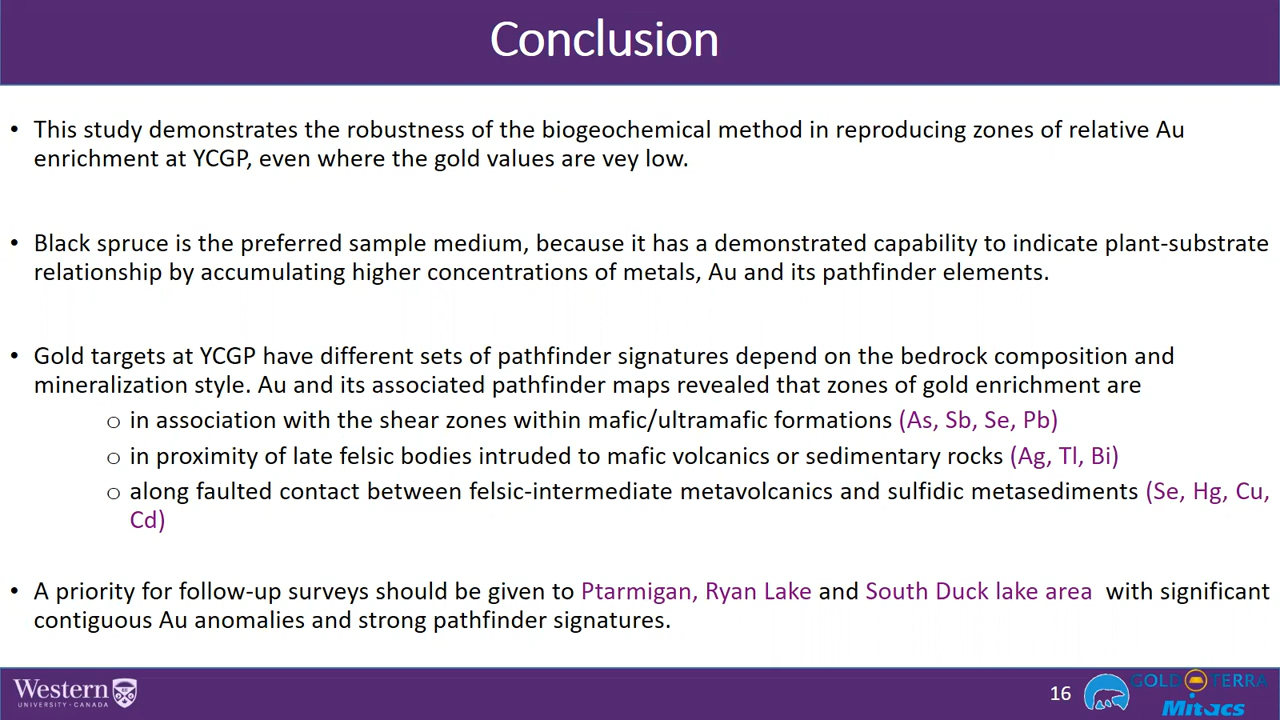 Conclusion
• This study demonstrates the robustness of the biogeochemical method in reproducing zones of relative Au
enrichment at YCGP, even where the gold values are vey low.
• Black spruce is the preferred sample medium, because it has a demonstrated capability to indicate plant-substrate
relationship by accumulating higher concentrations of metals, Au and its pathfinder elements.
• Gold targets at YCGP have different sets of pathfinder signatures depend on the bedrock composition and
mineralization style. Au and its associated pathfinder maps revealed that zones of gold enrichment are
o in association with the shear zones within mafic/ultramafic formations (As, Sb, Se, Pb)
o in proximity of late felsic bodies intruded to mafic volcanics or sedimentary rocks (Ag, Tl, Bi)
o along faulted contact between felsic-intermediate metavolcanics and sulfidic metasediments (Se, Hg, Cu,
Cd)
• A priority for follow-up surveys should be given to Ptarmigan, Ryan Lake and South Duck lake area with significant
contiguous Au anomalies and strong pathfinder signatures.
Western
UNIVERSITY · CANADA
16
GOLD TERRA
Mitacs